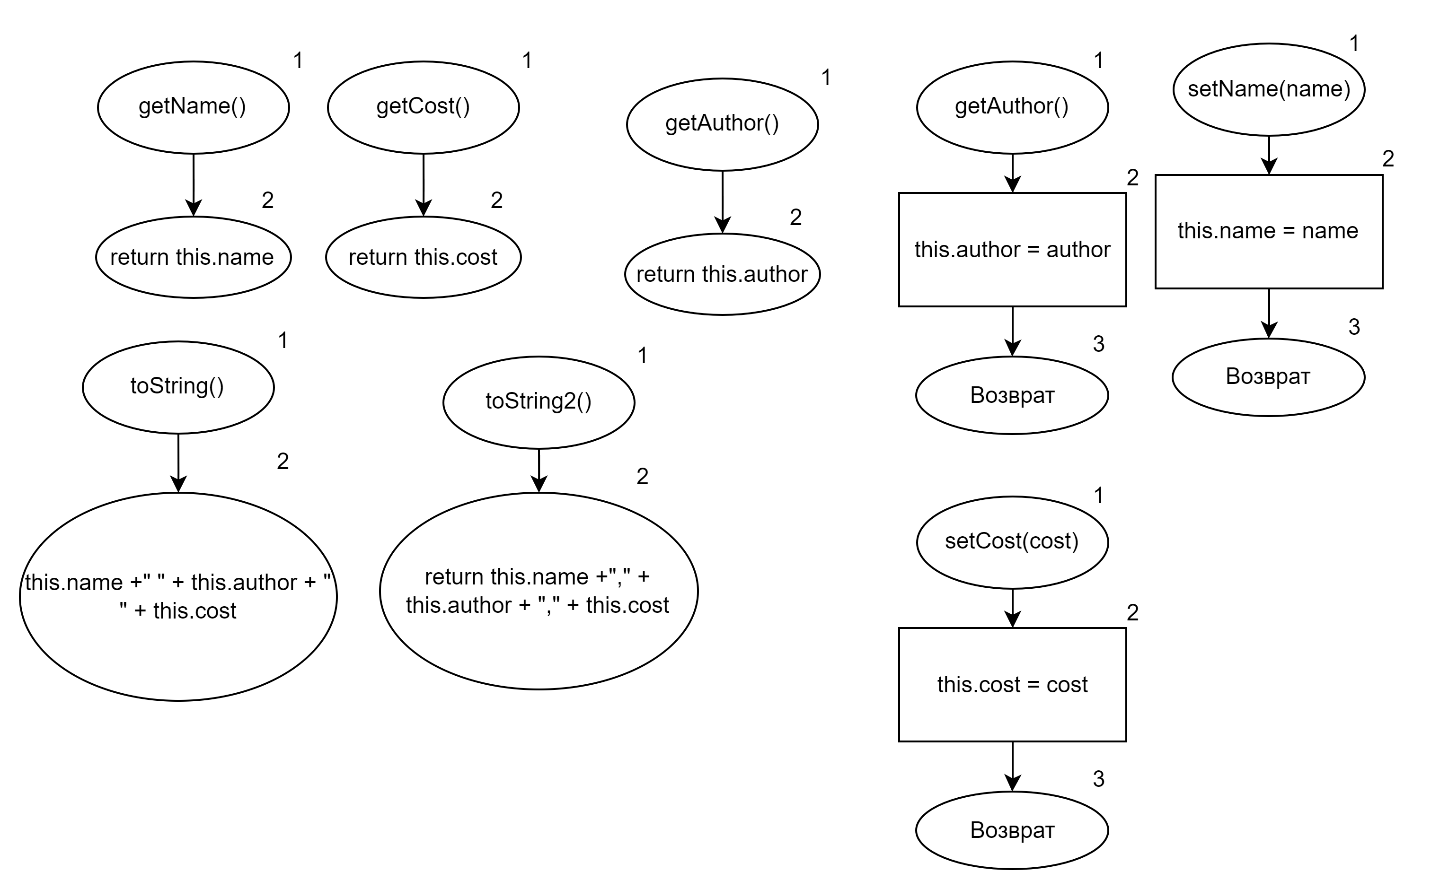 1
getName()
2
return this.name
1
getCost()
2
return this.cost
1
getAuthor()
2
return this.author
1
getAuthor()
2
this.author = author
3
Возврат
1
setName(name)
2
this.name = name
3
Возврат
1
toString()
2
this.name +" " + this.author + "
" + this.cost
1
toString2()
2
return this.name +"," +
this.author + "," + this.cost
1
setCost(cost)
2
this.cost = cost
3
Возврат